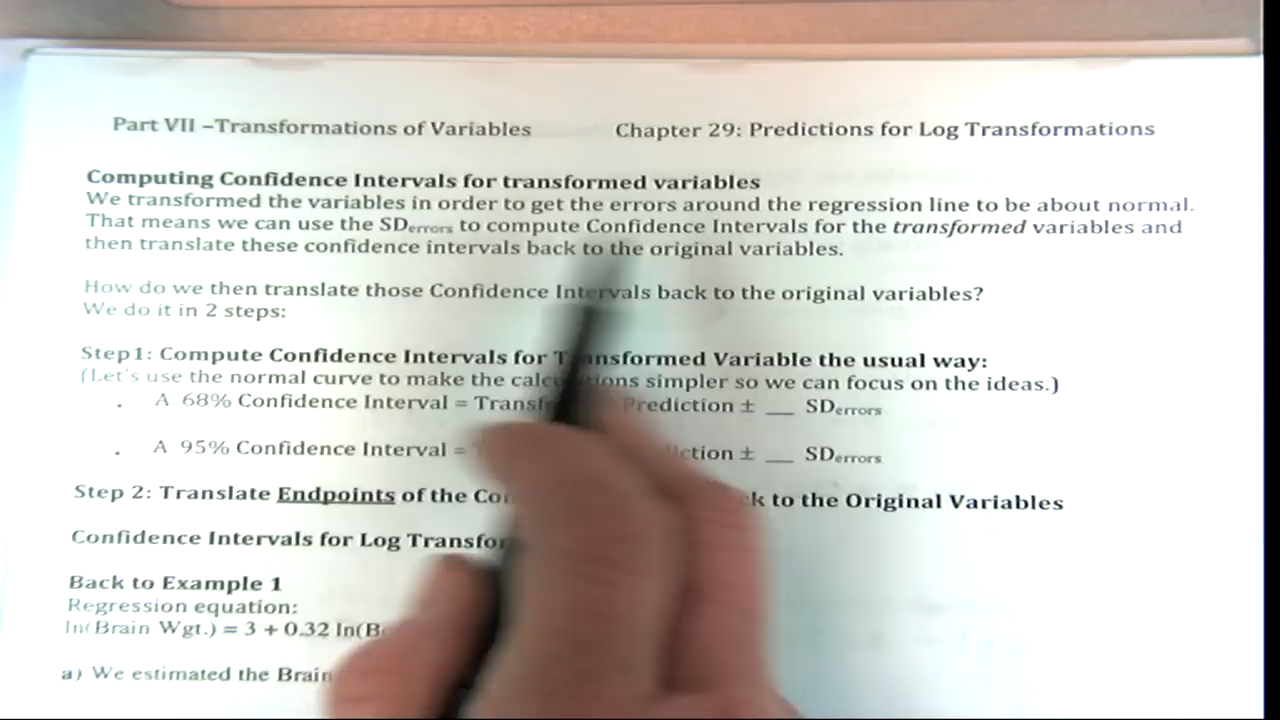 Part VII –Transformations of Variables Chapter 29: Predictions for Log Transformations
Computing Confidence Intervals for transformed variables
We transformed the variables in order to get the errors around the regression line to be about normal.
That means we can use the SDerrors to compute Confidence Intervals for the transformed variables and
then translate these confidence intervals back to the original variables.
How do we then translate those Confidence Intervals back to the original variables?
We do it in 2 steps:
Step1: Compute Confidence Intervals for Transformed Variable the usual way:
(Let's use the normal curve to make the calculations simpler so we can focus on the ideas.)
. A 68% Confidence Interval = Prediction ± __ SDerrors
. A 95% Confidence Interval = ± __ SDerrors
Step 2: Translate Endpoints of the to the Original Variables
Confidence Intervals for Log
Back to Example 1
Regression equation:
ln(Brain Wgt.) = 3 + 0.32
a) We estimated the Brain